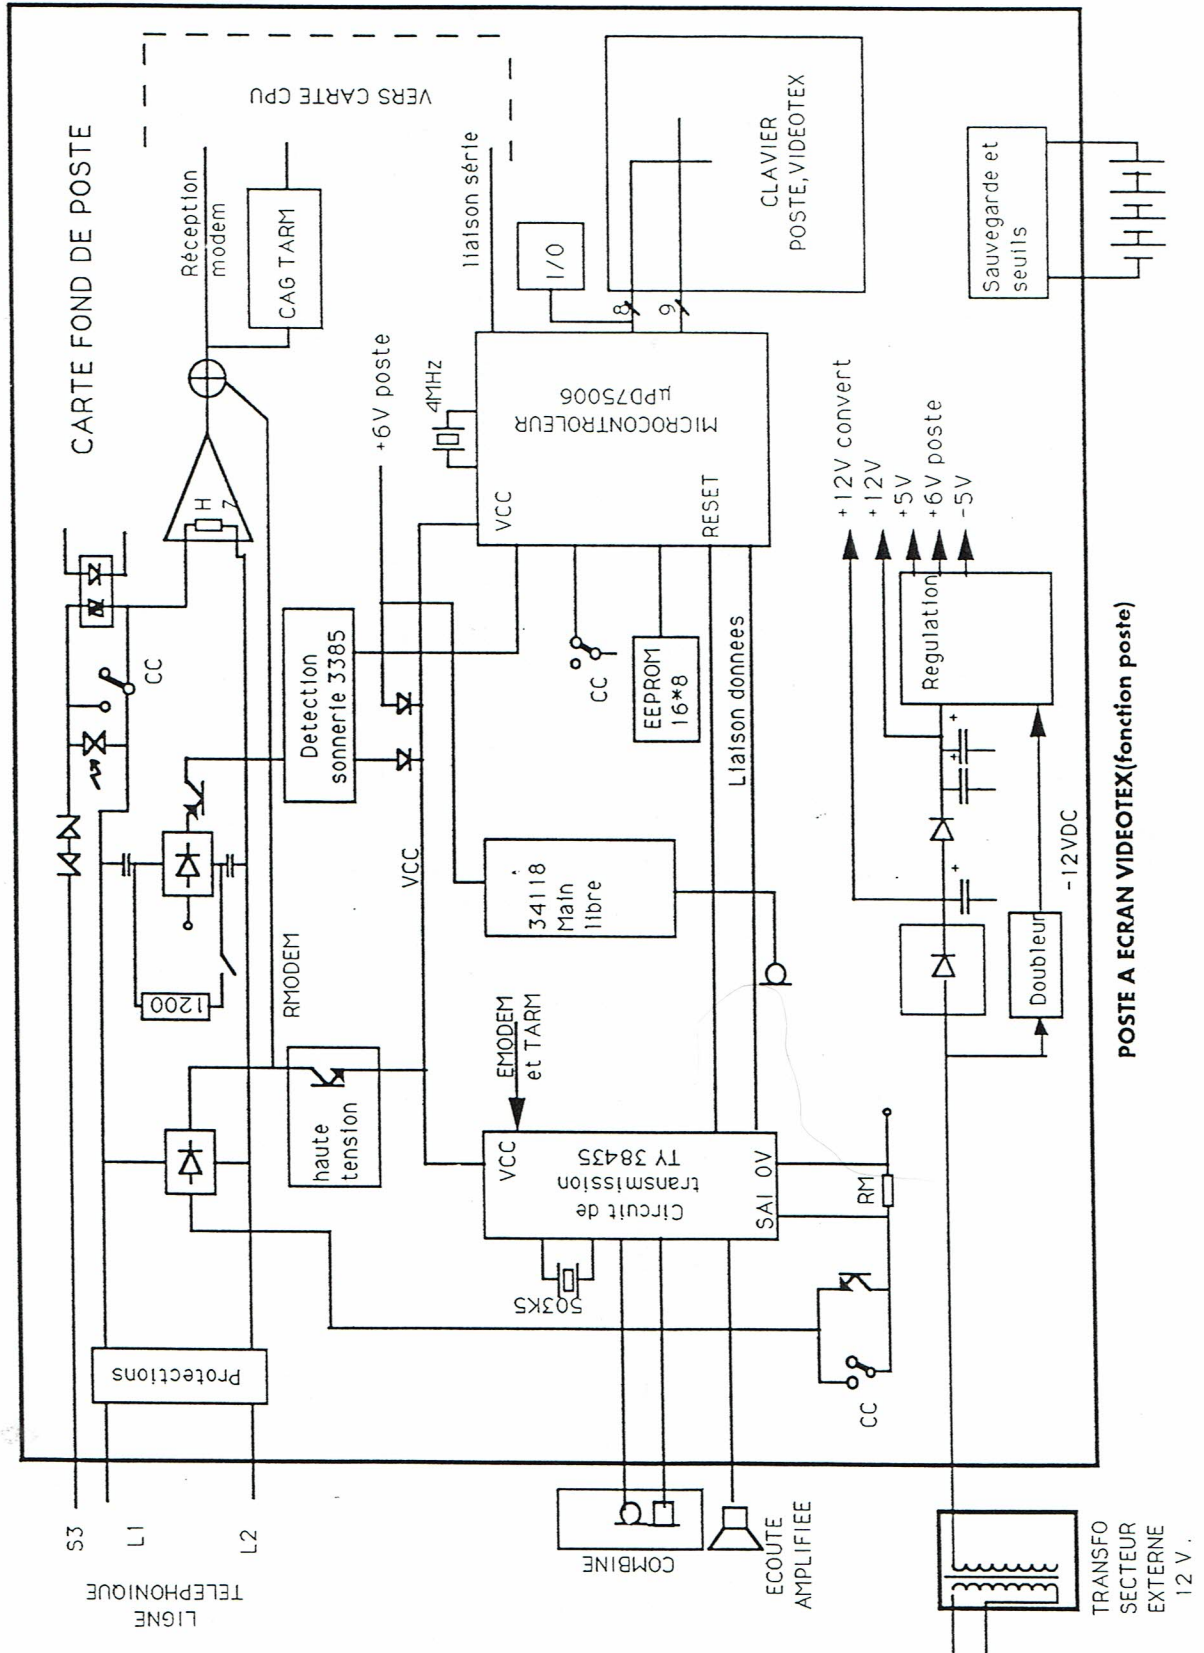 CARTE FOND DE POSTE
VERS CARTE CPU
S3
L1
L2
LIGNE
TELEPHONIQUE
Protections
1200
RMODEM
CC
H
Z
Réception
modem
CAG TARM
haute
tension
Detection
sonnerie 3385
VCC
+6V poste
4MHz
liaison série
I/O
8
9
CLAVIER
POSTE,VIDEOTEX
MICROCONTROLEUR
µPD75006
VCC
RESET
CC
EEPROM
16*8
Liaison donnees
34118
Main
libre
EMODEM
et TARM
VCC
Circuit de
transmission
TY 38435
SAI
0V
503K5
RM
CC
COMBINE
ECOUTE
AMPLIFIEE
TRANSFO
SECTEUR
EXTERNE
12 V.
Doubleur
-12VDC
+
+
+
Regulation
+12V convert
+12V
+5V
+6V poste
-5V
Sauvegarde et
seuils
POSTE A ECRAN VIDEOTEX(fonction poste)